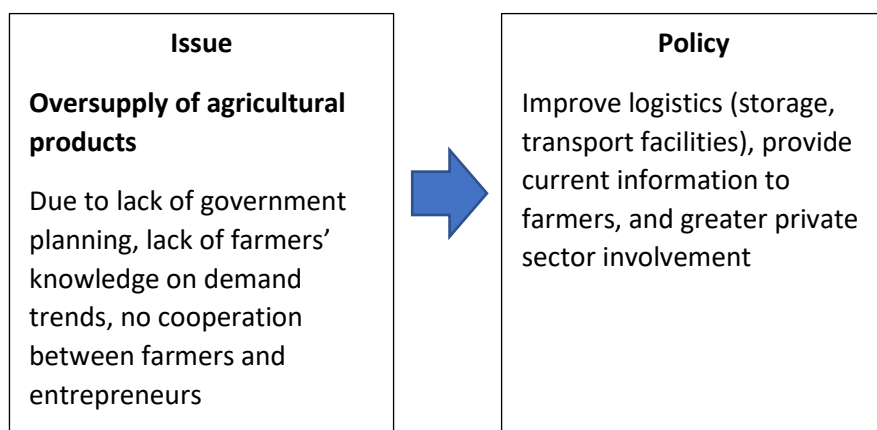 Issue
Oversupply of agricultural
products
Due to lack of government
planning, lack of farmers’
knowledge on demand
trends, no cooperation
between farmers and
entrepreneurs
Policy
Improve logistics (storage,
transport facilities), provide
current information to
farmers, and greater private
sector involvement